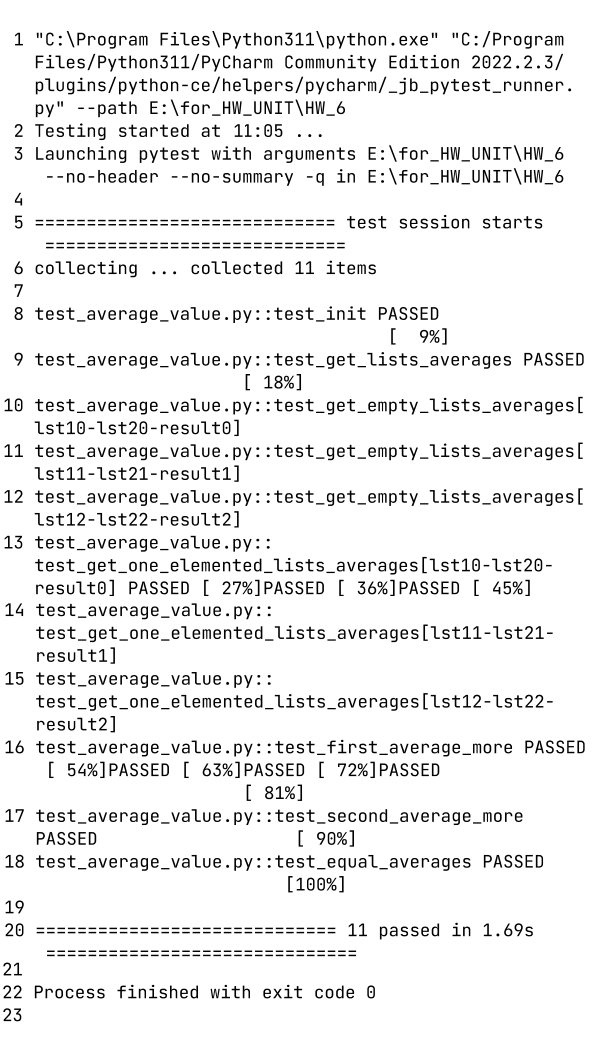 1 "C:\Program Files\Python311\python.exe" "C:/Program
Files/Python311/PyCharm Community Edition 2022.2.3/
plugins/python-ce/helpers/pycharm/_jb_pytest_runner.
py" --path E:\for_HW_UNIT\HW_6
2 Testing started at 11:05 ...
3 Launching pytest with arguments E:\for_HW_UNIT\HW_6
--no-header --no-summary -q in E:\for_HW_UNIT\HW_6
4
5 ============================= test session starts
=============================
6 collecting ... collected 11 items
7
8 test_average_value.py::test_init PASSED
[  9%]
9 test_average_value.py::test_get_lists_averages PASSED
[ 18%]
10 test_average_value.py::test_get_empty_lists_averages[
lst10-lst20-result0]
11 test_average_value.py::test_get_empty_lists_averages[
lst11-lst21-result1]
12 test_average_value.py::test_get_empty_lists_averages[
lst12-lst22-result2]
13 test_average_value.py::
test_get_one_elemented_lists_averages[lst10-lst20-
result0] PASSED [ 27%]PASSED [ 36%]PASSED [ 45%]
14 test_average_value.py::
test_get_one_elemented_lists_averages[lst11-lst21-
result1]
15 test_average_value.py::
test_get_one_elemented_lists_averages[lst12-lst22-
result2]
16 test_average_value.py::test_first_average_more PASSED
[ 54%]PASSED [ 63%]PASSED [ 72%]PASSED
[ 81%]
17 test_average_value.py::test_second_average_more
PASSED                   [ 90%]
18 test_average_value.py::test_equal_averages PASSED
[100%]
19
20 ============================= 11 passed in 1.69s
==============================
21
22 Process finished with exit code 0
23